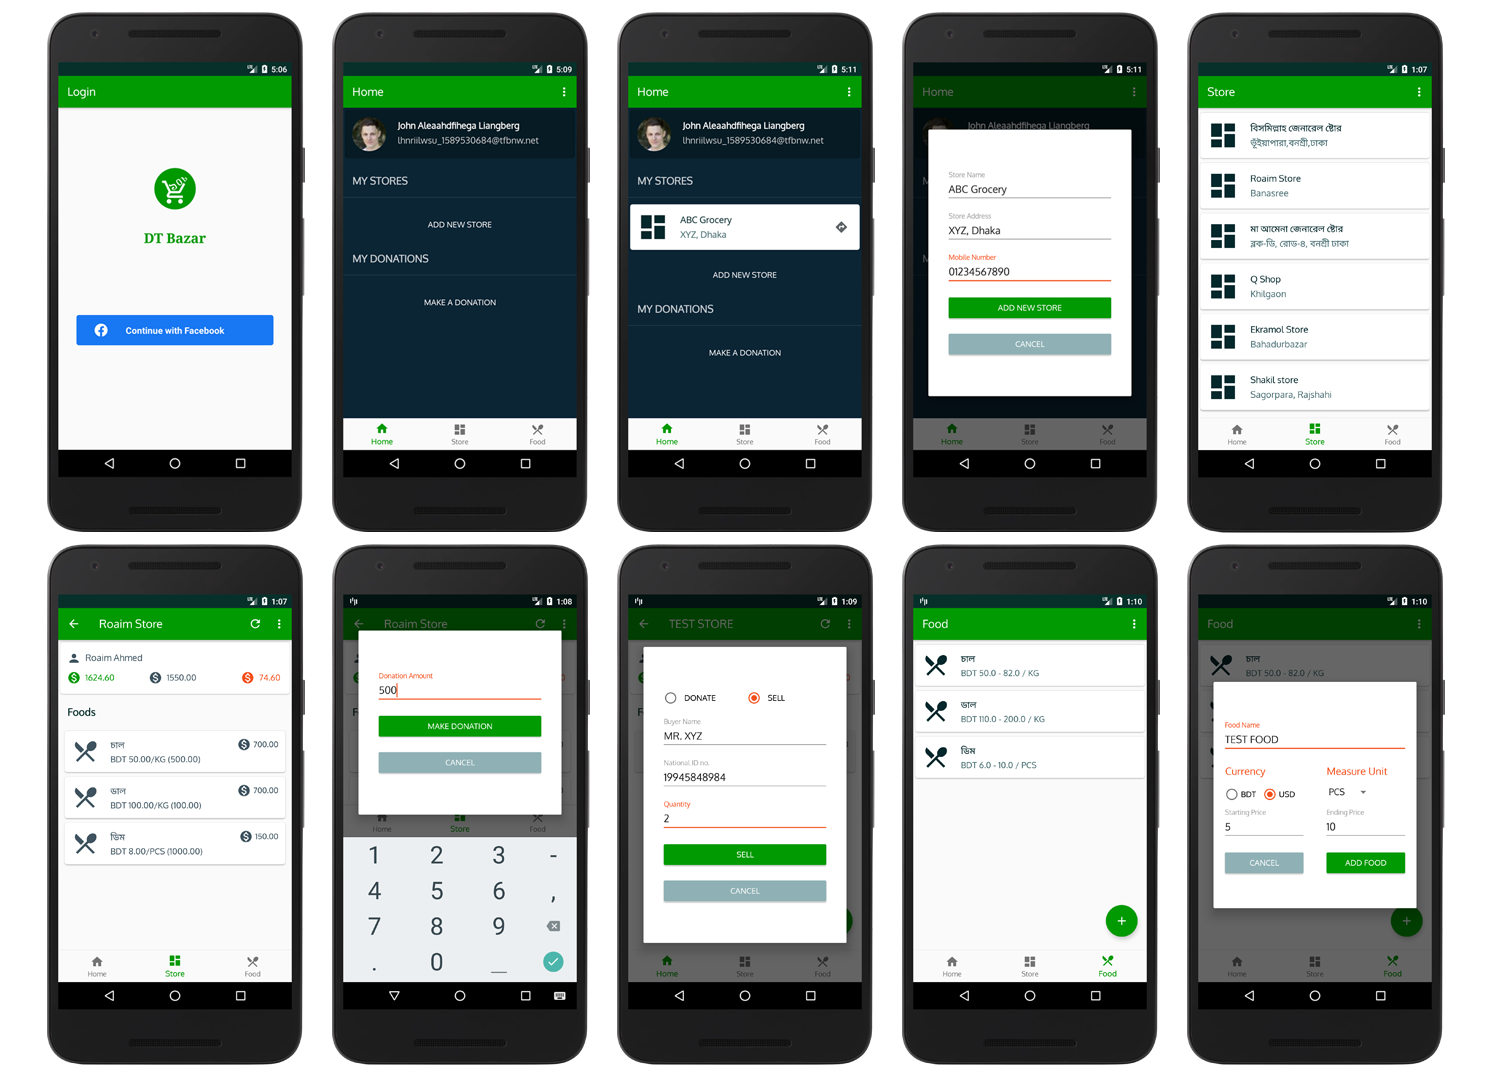 5:06
Login
DT Bazar
Continue with Facebook
5:09
Home
John Aleaahdfihega Liangberg
lhnriilwsu_1589530684@tfbnw.net
MY STORES
ADD NEW STORE
MY DONATIONS
MAKE A DONATION
Home Store Food
5:11
Home
John Aleaahdfihega Liangberg
lhnriilwsu_1589530684@tfbnw.net
MY STORES
ABC Grocery
XYZ, Dhaka
ADD NEW STORE
MY DONATIONS
MAKE A DONATION
Home Store Food
5:11
Home
John Aleaahdfihega Liangberg
Store Name
ABC Grocery
Store Address
XYZ, Dhaka
Mobile Number
01234567890
ADD NEW STORE
CANCEL
Home Store Food
1:07
Store
বিসমিল্লাহ জেনারেল ষ্টোর
ভূঁইয়াপারা,বনশ্রী,ঢাকা
Roaim Store
Banasree
মা আমেনা জেনারেল ষ্টোর
ব্লক-ডি, রোড-৪, বনশ্রী ঢাকা
Q Shop
Khilgaon
Ekramol Store
Bahadurbazar
Shakil store
Sagorpara, Rajshahi
Home Store Food
1:07
Roaim Store
Roaim Ahmed
1624.60 1550.00 74.60
Foods
চাল 700.00
BDT 50.00/KG (500.00)
ডাল 700.00
BDT 100.00/KG (100.00)
ডিম 150.00
BDT 8.00/PCS (1000.00)
Home Store Food
1:08
Roaim Store
Donation Amount
500
MAKE DONATION
CANCEL
Home Store Food
1 2 3 -
4 5 6 ,
7 8 9
. 0 _
1:09
TEST STORE
DONATE SELL
Buyer Name
MR. XYZ
National ID no.
19945848984
Quantity
2
SELL
CANCEL
Home Store Food
1:10
Food
চাল
BDT 50.0 - 82.0 / KG
ডাল
BDT 110.0 - 200.0 / KG
ডিম
BDT 6.0 - 10.0 / PCS
Home Store Food
1:10
Food
চাল
BDT 50.0 - 82.0 / KG
Food Name
TEST FOOD
Currency Measure Unit
BDT USD PCS
Starting Price Ending Price
5 10
CANCEL ADD FOOD
Home Store Food